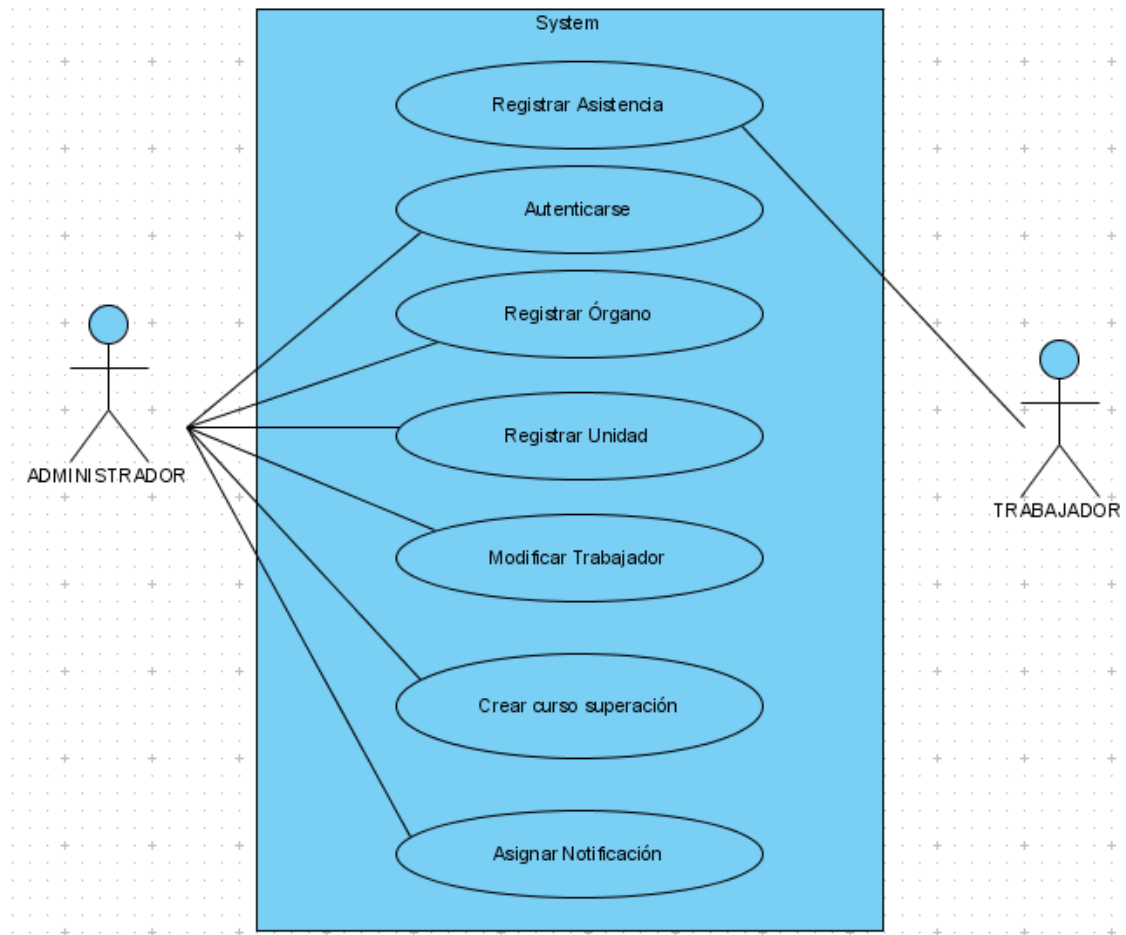 System
Registrar Asistencia
Autenticarse
Registrar Órgano
Registrar Unidad
Modificar Trabajador
Crear curso superación
Asignar Notificación
ADMINISTRADOR
TRABAJADOR